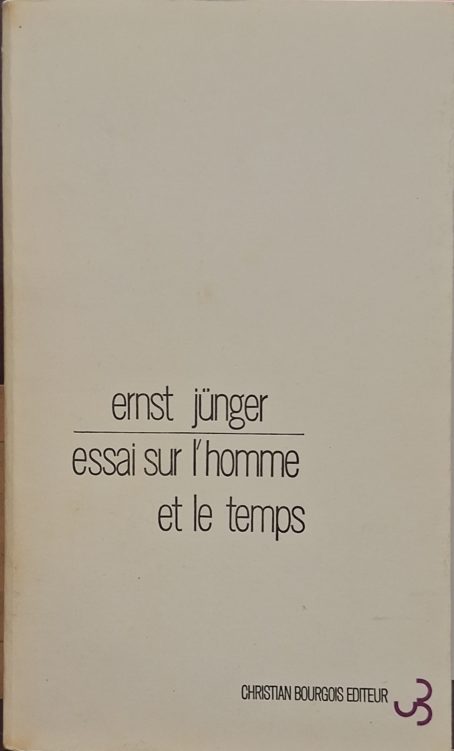 ernst jünger
essai sur l'homme
et le temps
CHRISTIAN BOURGOIS EDITEUR